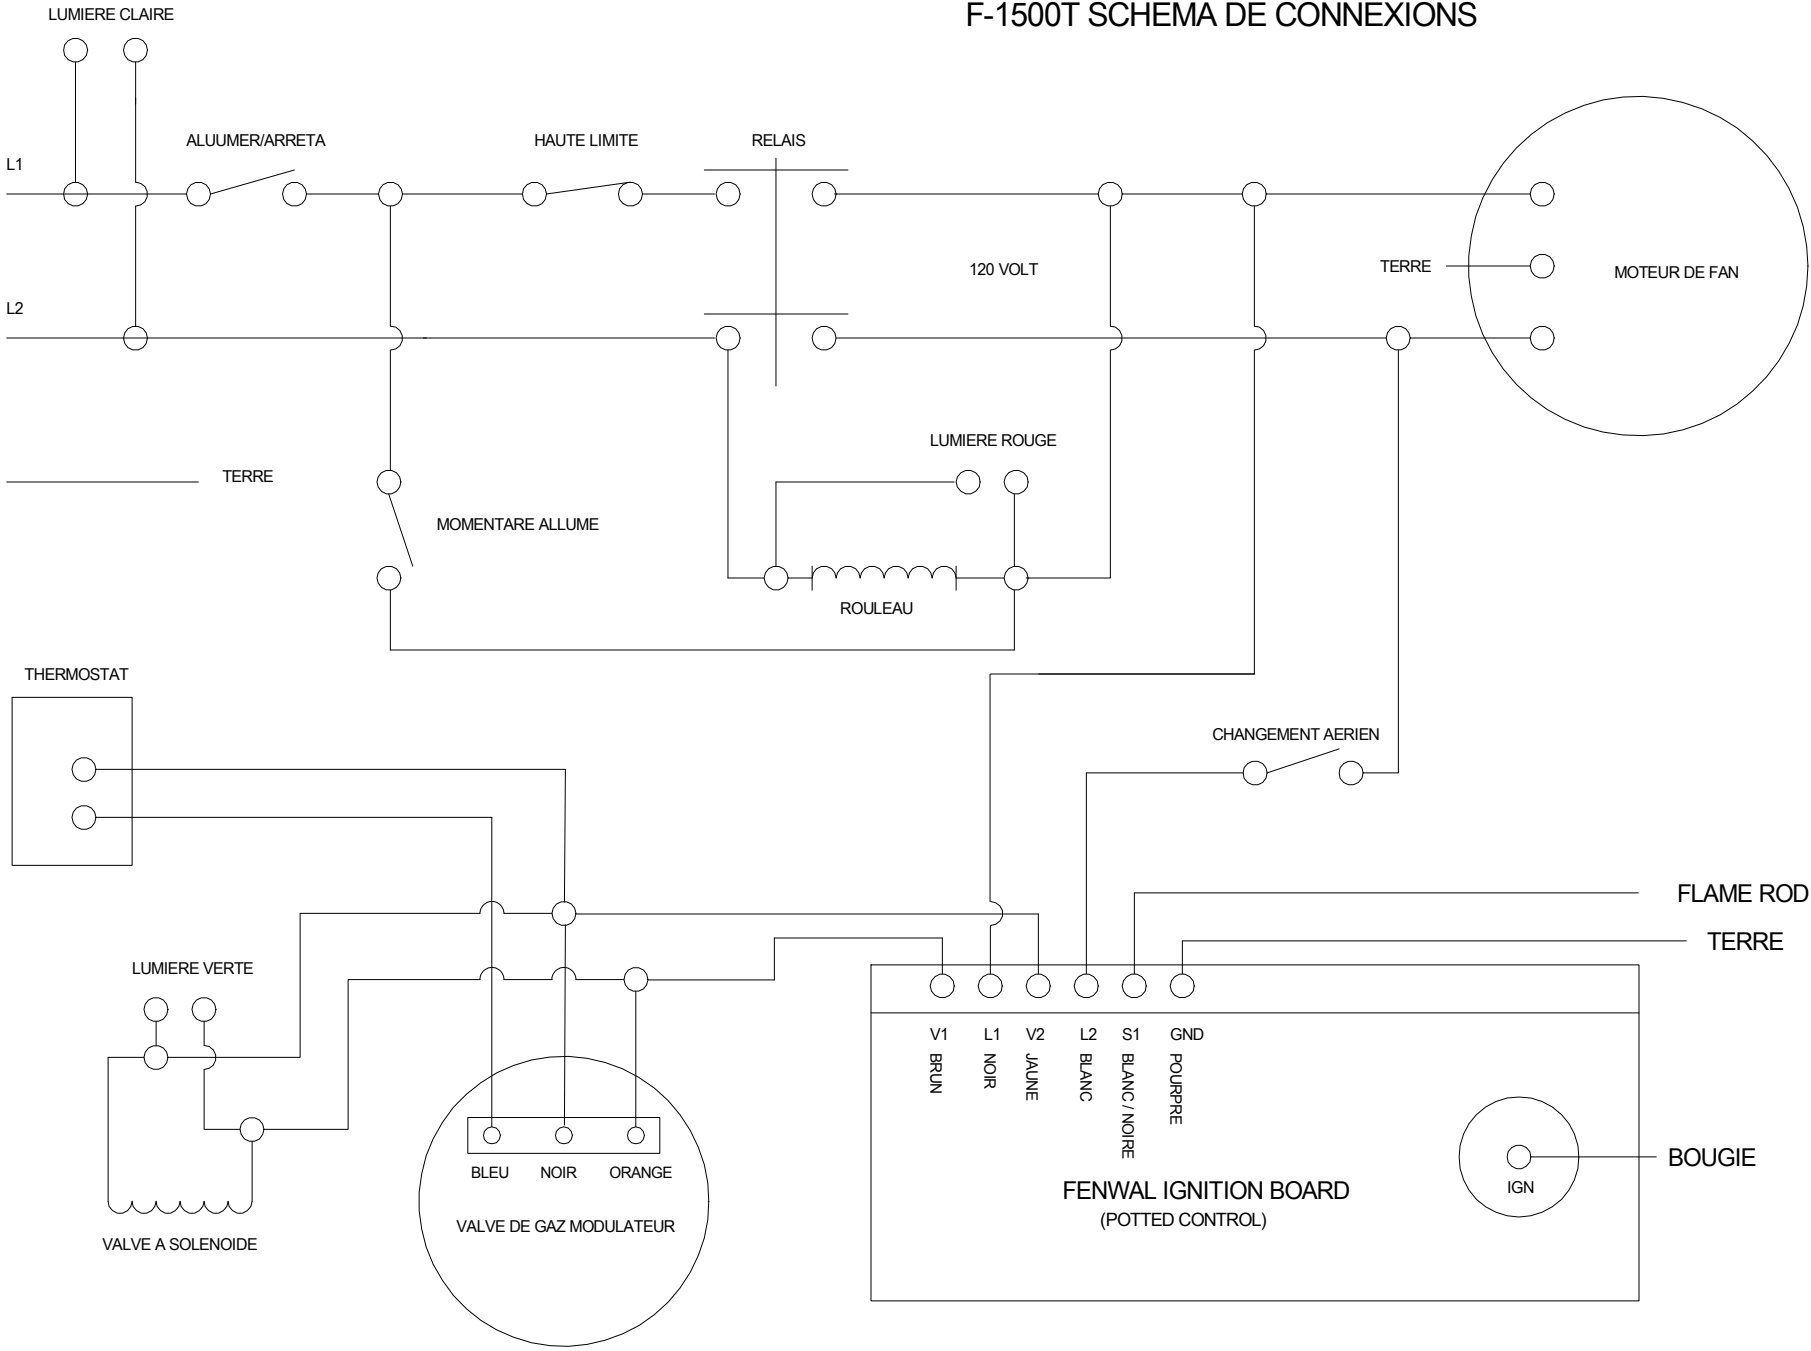 F-1500T SCHEMA DE CONNEXIONS
LUMIERE CLAIRE
ALUUMER/ARRETA
HAUTE LIMITE
RELAIS
L1
120 VOLT
TERRE
MOTEUR DE FAN
L2
LUMIERE ROUGE
TERRE
MOMENTARE ALLUME
ROULEAU
THERMOSTAT
CHANGEMENT AERIEN
FLAME ROD
TERRE
LUMIERE VERTE
V1 L1 V2 L2 S1 GND
BRUN
NOIR
JAUNE
BLANC
BLANC / NOIRE
POURPRE
BOUGIE
BLEU NOIR ORANGE
IGN
FENWAL IGNITION BOARD
(POTTED CONTROL)
VALVE DE GAZ MODULATEUR
VALVE A SOLENOIDE